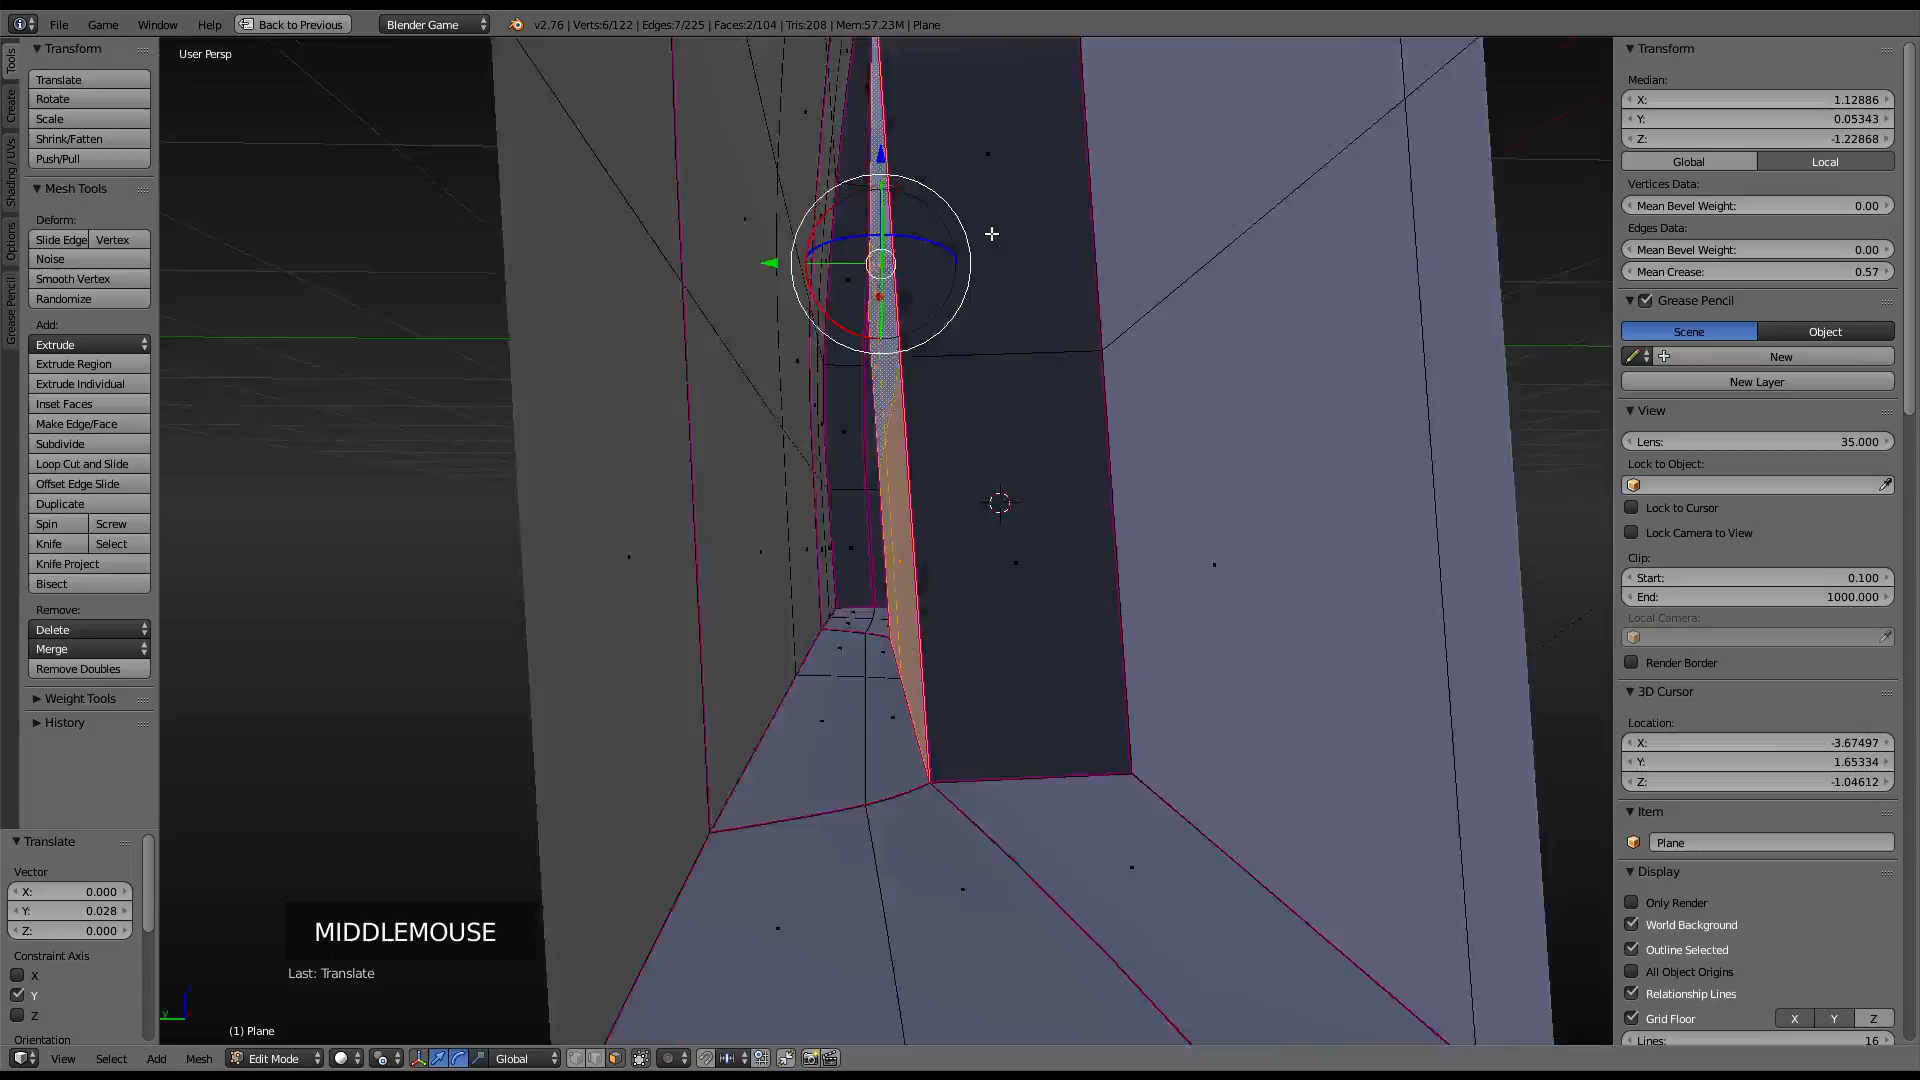 File Game Window Help Back to Previous Blender Game v2.76 | Verts:6/122 | Edges:7/225 | Faces:2/104 | Tris:208 | Mem:57.23M | Plane
Tools
Create
Shading / UVs
Options
Grease Pencil
Transform
Translate
Rotate
Scale
Shrink/Fatten
Push/Pull
Mesh Tools
Deform:
Slide Edge Vertex
Noise
Smooth Vertex
Randomize
Add:
Extrude
Extrude Region
Extrude Individual
Inset Faces
Make Edge/Face
Subdivide
Loop Cut and Slide
Offset Edge Slide
Duplicate
Spin Screw
Knife Select
Knife Project
Bisect
Remove:
Delete
Merge
Remove Doubles
Weight Tools
History
Translate
Vector
X: 0.000
Y: 0.028
Z: 0.000
Constraint Axis
X
Y
Z
Orientation
User Persp
MIDDLEMOUSE
Last: Translate
(1) Plane
Transform
Median:
X: 1.12886
Y: 0.05343
Z: -1.22868
Global Local
Vertices Data:
Mean Bevel Weight: 0.00
Edges Data:
Mean Bevel Weight: 0.00
Mean Crease: 0.57
Grease Pencil
Scene Object
New
New Layer
View
Lens: 35.000
Lock to Object:
Lock to Cursor
Lock Camera to View
Clip:
Start: 0.100
End: 1000.000
Local Camera:
Render Border
3D Cursor
Location:
X: -3.67497
Y: 1.65334
Z: -1.04612
Item
Plane
Display
Only Render
World Background
Outline Selected
All Object Origins
Relationship Lines
Grid Floor X Y Z
Lines: 16
View Select Add Mesh Edit Mode Global